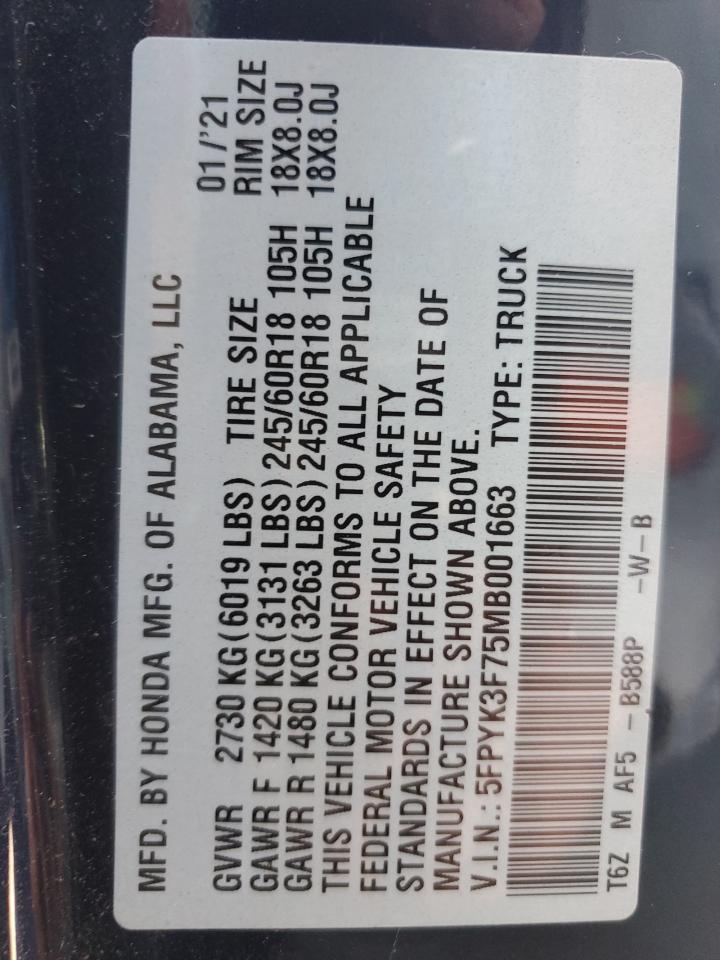 MFD. BY HONDA MFG. OF ALABAMA, LLC
01/'21
GVWR 2730 KG(6019 LBS) TIRE SIZE RIM SIZE
GAWR F 1420 KG(3131 LBS)245/60R18 105H 18X8.0J
GAWR R 1480 KG(3263 LBS)245/60R18 105H 18X8.0J
THIS VEHICLE CONFORMS TO ALL APPLICABLE
FEDERAL MOTOR VEHICLE SAFETY
STANDARDS IN EFFECT ON THE DATE OF
MANUFACTURE SHOWN ABOVE.
V.I.N.: 5FPYK3F75MB001663 TYPE: TRUCK
T6Z M AF5 -B588P -W-B